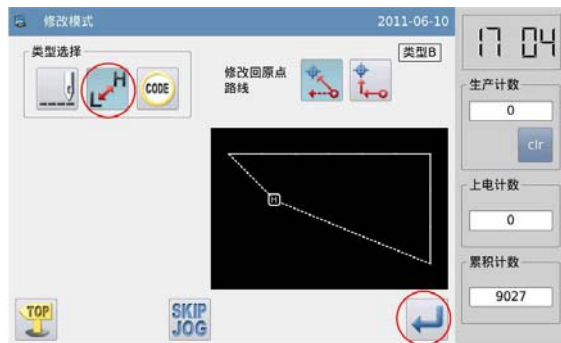 修改模式
2011-06-10
17 04
类型选择
L H
CODE
修改回原点
路线
类型B
生产计数
0
clr
上电计数
0
累积计数
9027
H
TOP
SKIP
JOG